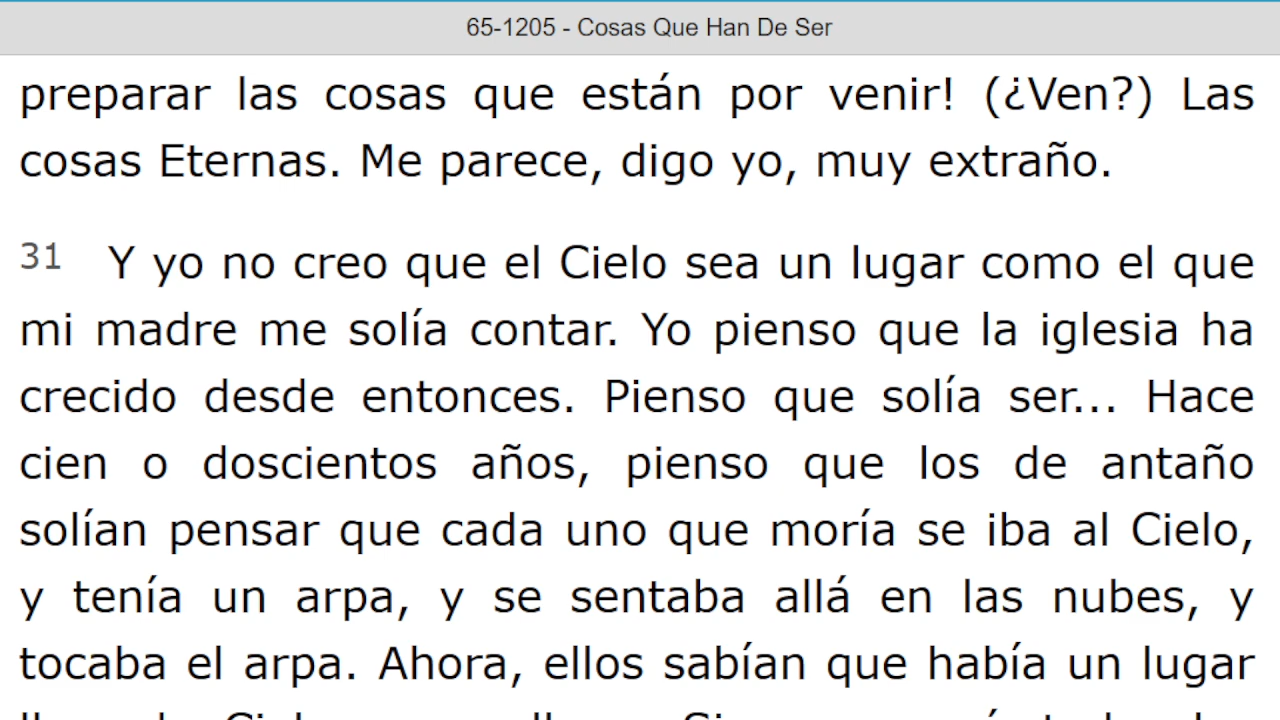 65-1205 - Cosas Que Han De Ser
preparar las cosas que están por venir! (¿Ven?) Las
cosas Eternas. Me parece, digo yo, muy extraño.
31 Y yo no creo que el Cielo sea un lugar como el que
mi madre me solía contar. Yo pienso que la iglesia ha
crecido desde entonces. Pienso que solía ser... Hace
cien o doscientos años, pienso que los de antaño
solían pensar que cada uno que moría se iba al Cielo,
y tenía un arpa, y se sentaba allá en las nubes, y
tocaba el arpa. Ahora, ellos sabían que había un lugar